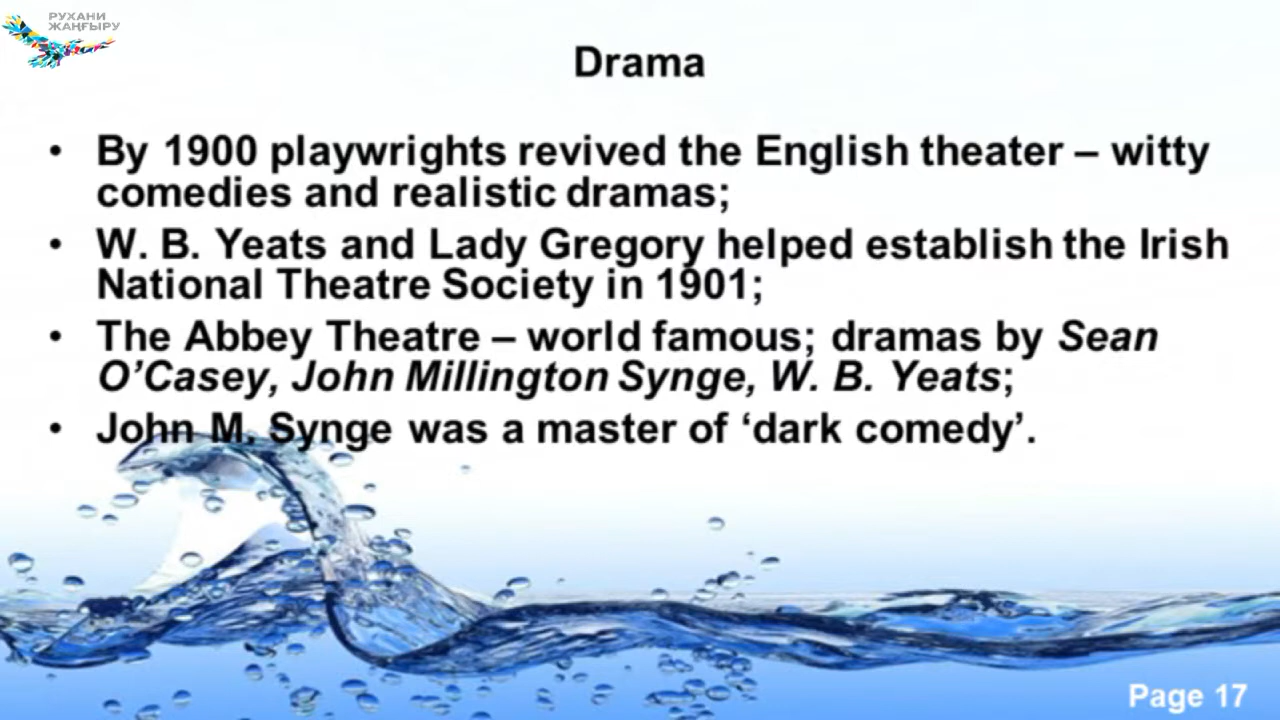 РУХАНИ
ЖАҢҒЫРУ
Drama
• By 1900 playwrights revived the English theater – witty
comedies and realistic dramas;
• W. B. Yeats and Lady Gregory helped establish the Irish
National Theatre Society in 1901;
• The Abbey Theatre – world famous; dramas by Sean
O’Casey, John Millington Synge, W. B. Yeats;
• John M. Synge was a master of ‘dark comedy’.
Page 17